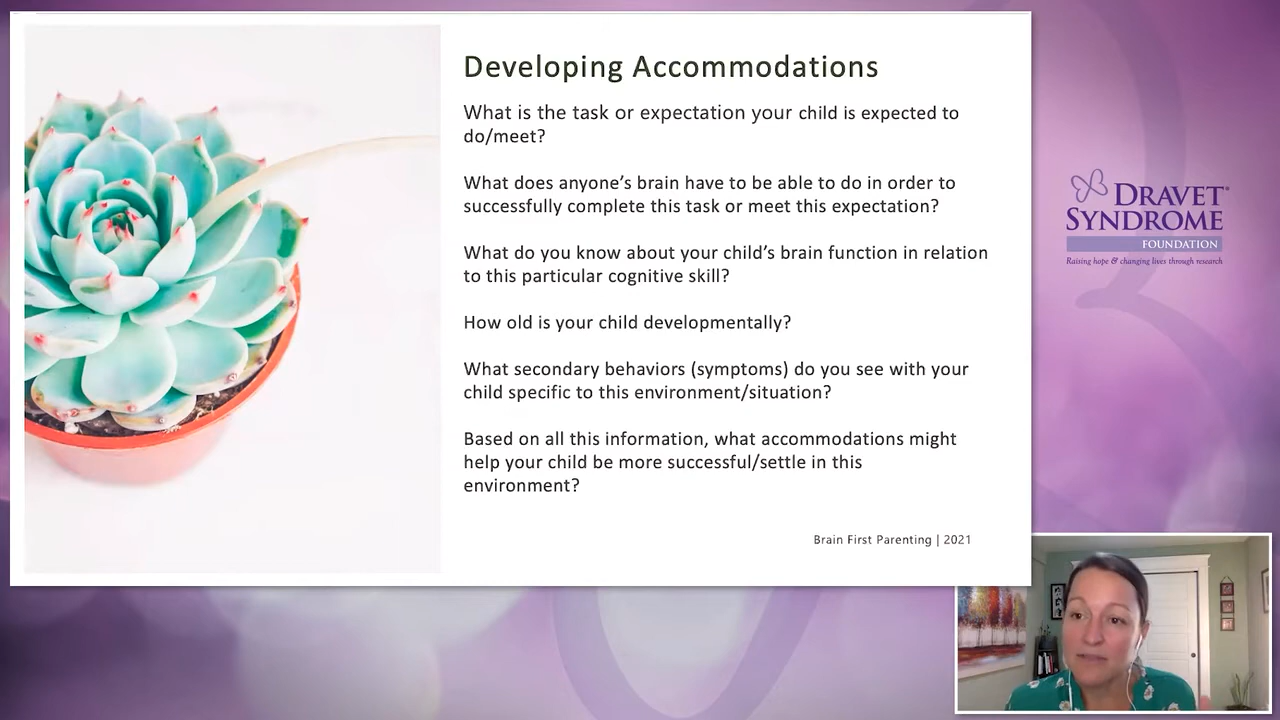 Developing Accommodations
What is the task or expectation your child is expected to
do/meet?
What does anyone’s brain have to be able to do in order to
successfully complete this task or meet this expectation?
What do you know about your child’s brain function in relation
to this particular cognitive skill?
How old is your child developmentally?
What secondary behaviors (symptoms) do you see with your
child specific to this environment/situation?
Based on all this information, what accommodations might
help your child be more successful/settle in this
environment?
Brain First Parenting | 2021
DRAVET
SYNDROME
FOUNDATION
Raising hope & changing lives through research